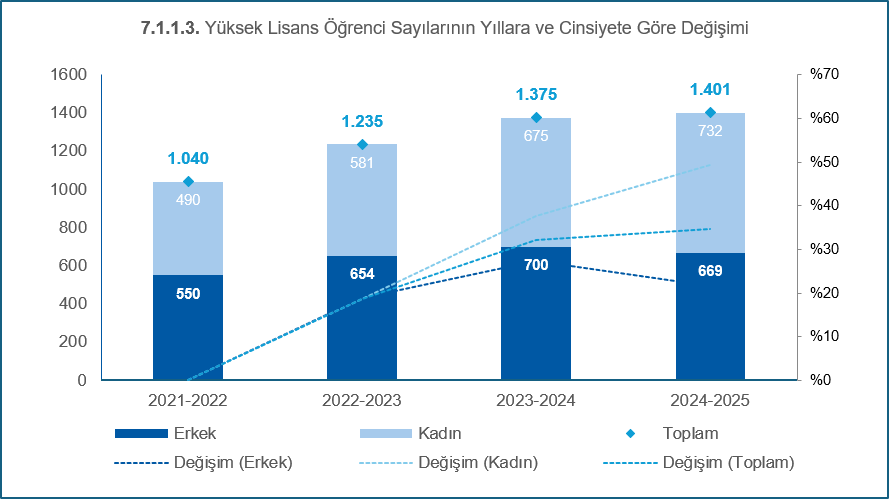 7.1.1.3. Yüksek Lisans Öğrenci Sayılarının Yıllara ve Cinsiyete Göre Değişimi
1600 %70
1400 1.040 1.235 1.375 1.401 %60
1200 490 581 675 732 %50
1000 %40
800 %30
600 550 654 700 669 %20
400 %10
200 %0
0
2021-2022 2022-2023 2023-2024 2024-2025
Erkek Kadın Toplam
Değişim (Erkek) Değişim (Kadın) Değişim (Toplam)